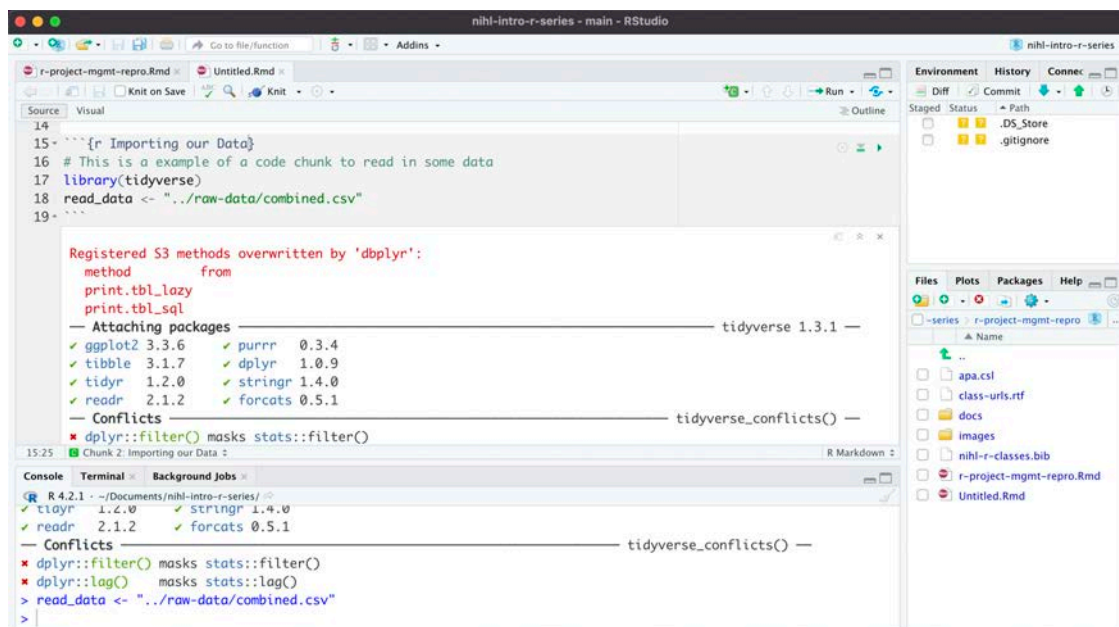 nihl-intro-r-series - main - RStudio
Go to file/function
Addins
nihl-intro-r-series
r-project-mgmt-repro.Rmd
Untitled.Rmd
Knit on Save
Knit
Run
Source Visual
Outline
14
15 ```{r Importing our Data}
16 # This is a example of a code chunk to read in some data
17 library(tidyverse)
18 read_data <- "../raw-data/combined.csv"
19 ```
Registered S3 methods overwritten by 'dbplyr':
method from
print.tbl_lazy
print.tbl_sql
— Attaching packages ——— tidyverse 1.3.1 —
✔ ggplot2 3.3.6 ✔ purrr 0.3.4
✔ tibble 3.1.7 ✔ dplyr 1.0.9
✔ tidyr 1.2.0 ✔ stringr 1.4.0
✔ readr 2.1.2 ✔ forcats 0.5.1
— Conflicts ——— tidyverse_conflicts() —
✖ dplyr::filter() masks stats::filter()
15:25 Chunk 2: Importing our Data R Markdown
Console Terminal Background Jobs
R 4.2.1 · ~/Documents/nihl-intro-r-series/
✔ tidyr 1.2.0 ✔ stringr 1.4.0
✔ readr 2.1.2 ✔ forcats 0.5.1
— Conflicts ——— tidyverse_conflicts() —
✖ dplyr::filter() masks stats::filter()
✖ dplyr::lag() masks stats::lag()
> read_data <- "../raw-data/combined.csv"
>
Environment History Connec
Diff Commit
Staged Status Path
? ? .DS_Store
? ? .gitignore
Files Plots Packages Help
-series r-project-mgmt-repro ...
Name
..
apa.csl
class-urls.rtf
docs
images
nihl-r-classes.bib
r-project-mgmt-repro.Rmd
Untitled.Rmd